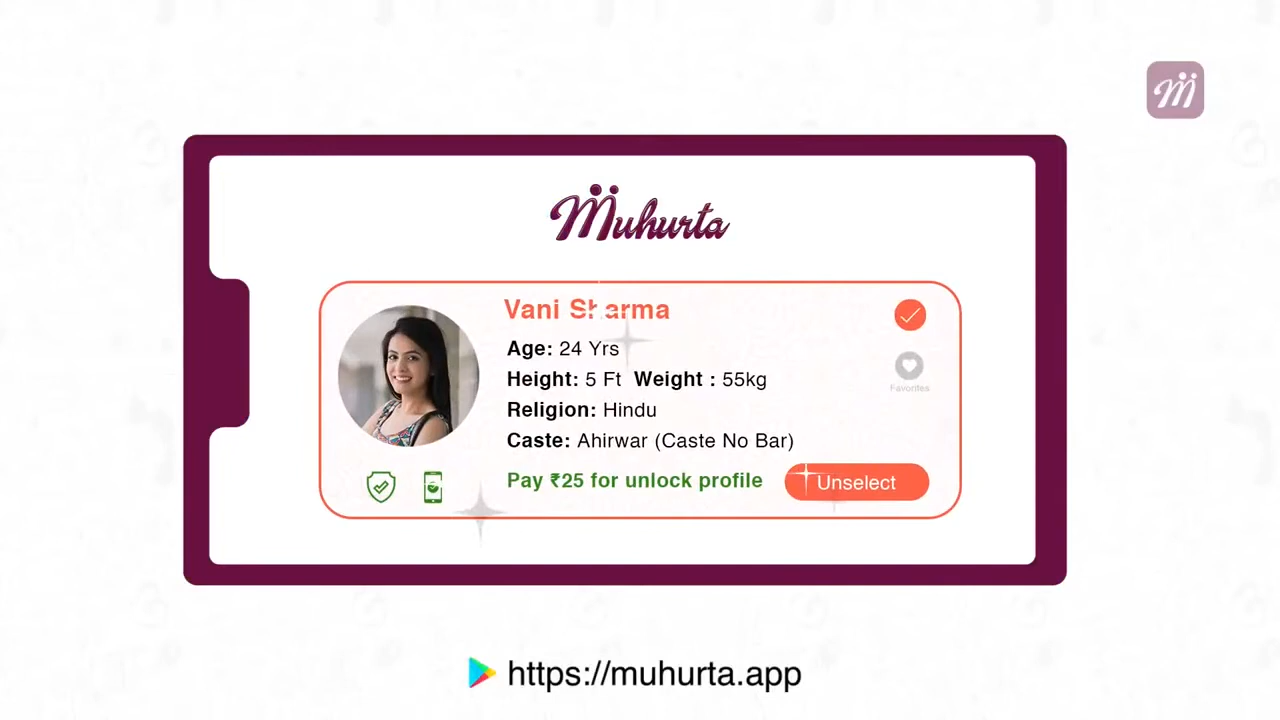 Muhurta
Vani Sharma
Age: 24 Yrs
Height: 5 Ft Weight : 55kg
Religion: Hindu
Caste: Ahirwar (Caste No Bar)
Favorites
Pay ₹25 for unlock profile
Unselect
https://muhurta.app